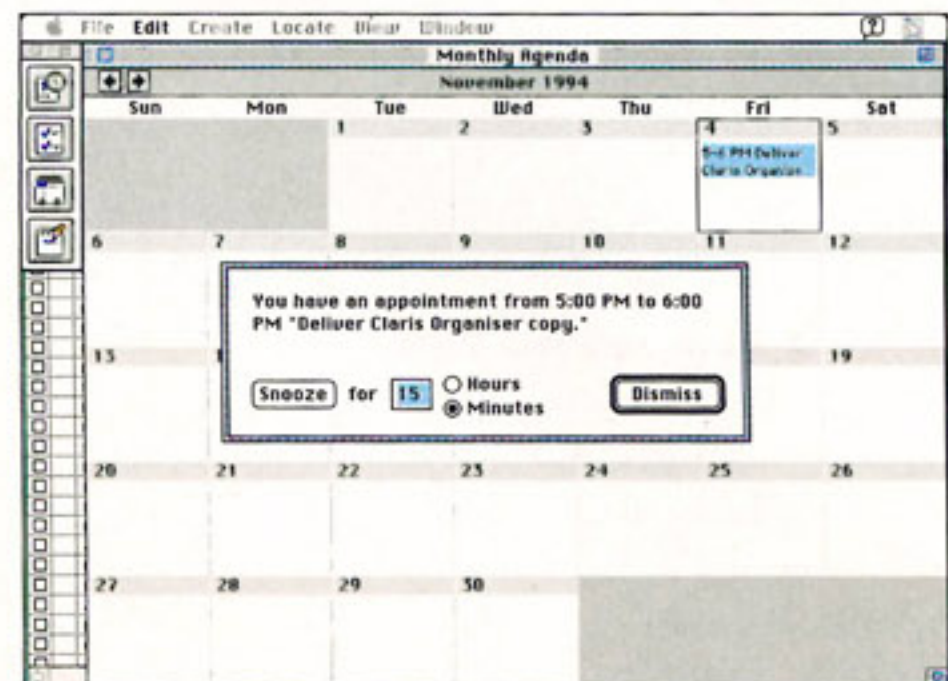 File Edit Create Locate View Window
Monthly Agenda
November 1994
Sun Mon Tue Wed Thu Fri Sat
1 2 3 4 5
5-6 PM Deliver
Claris Organise
6 7 8 9 10 11 12
You have an appointment from 5:00 PM to 6:00
PM "Deliver Claris Organiser copy."
13 19
Snooze for 15 Hours
Minutes
Dismiss
20 21 22 23 24 25 26
27 28 29 30